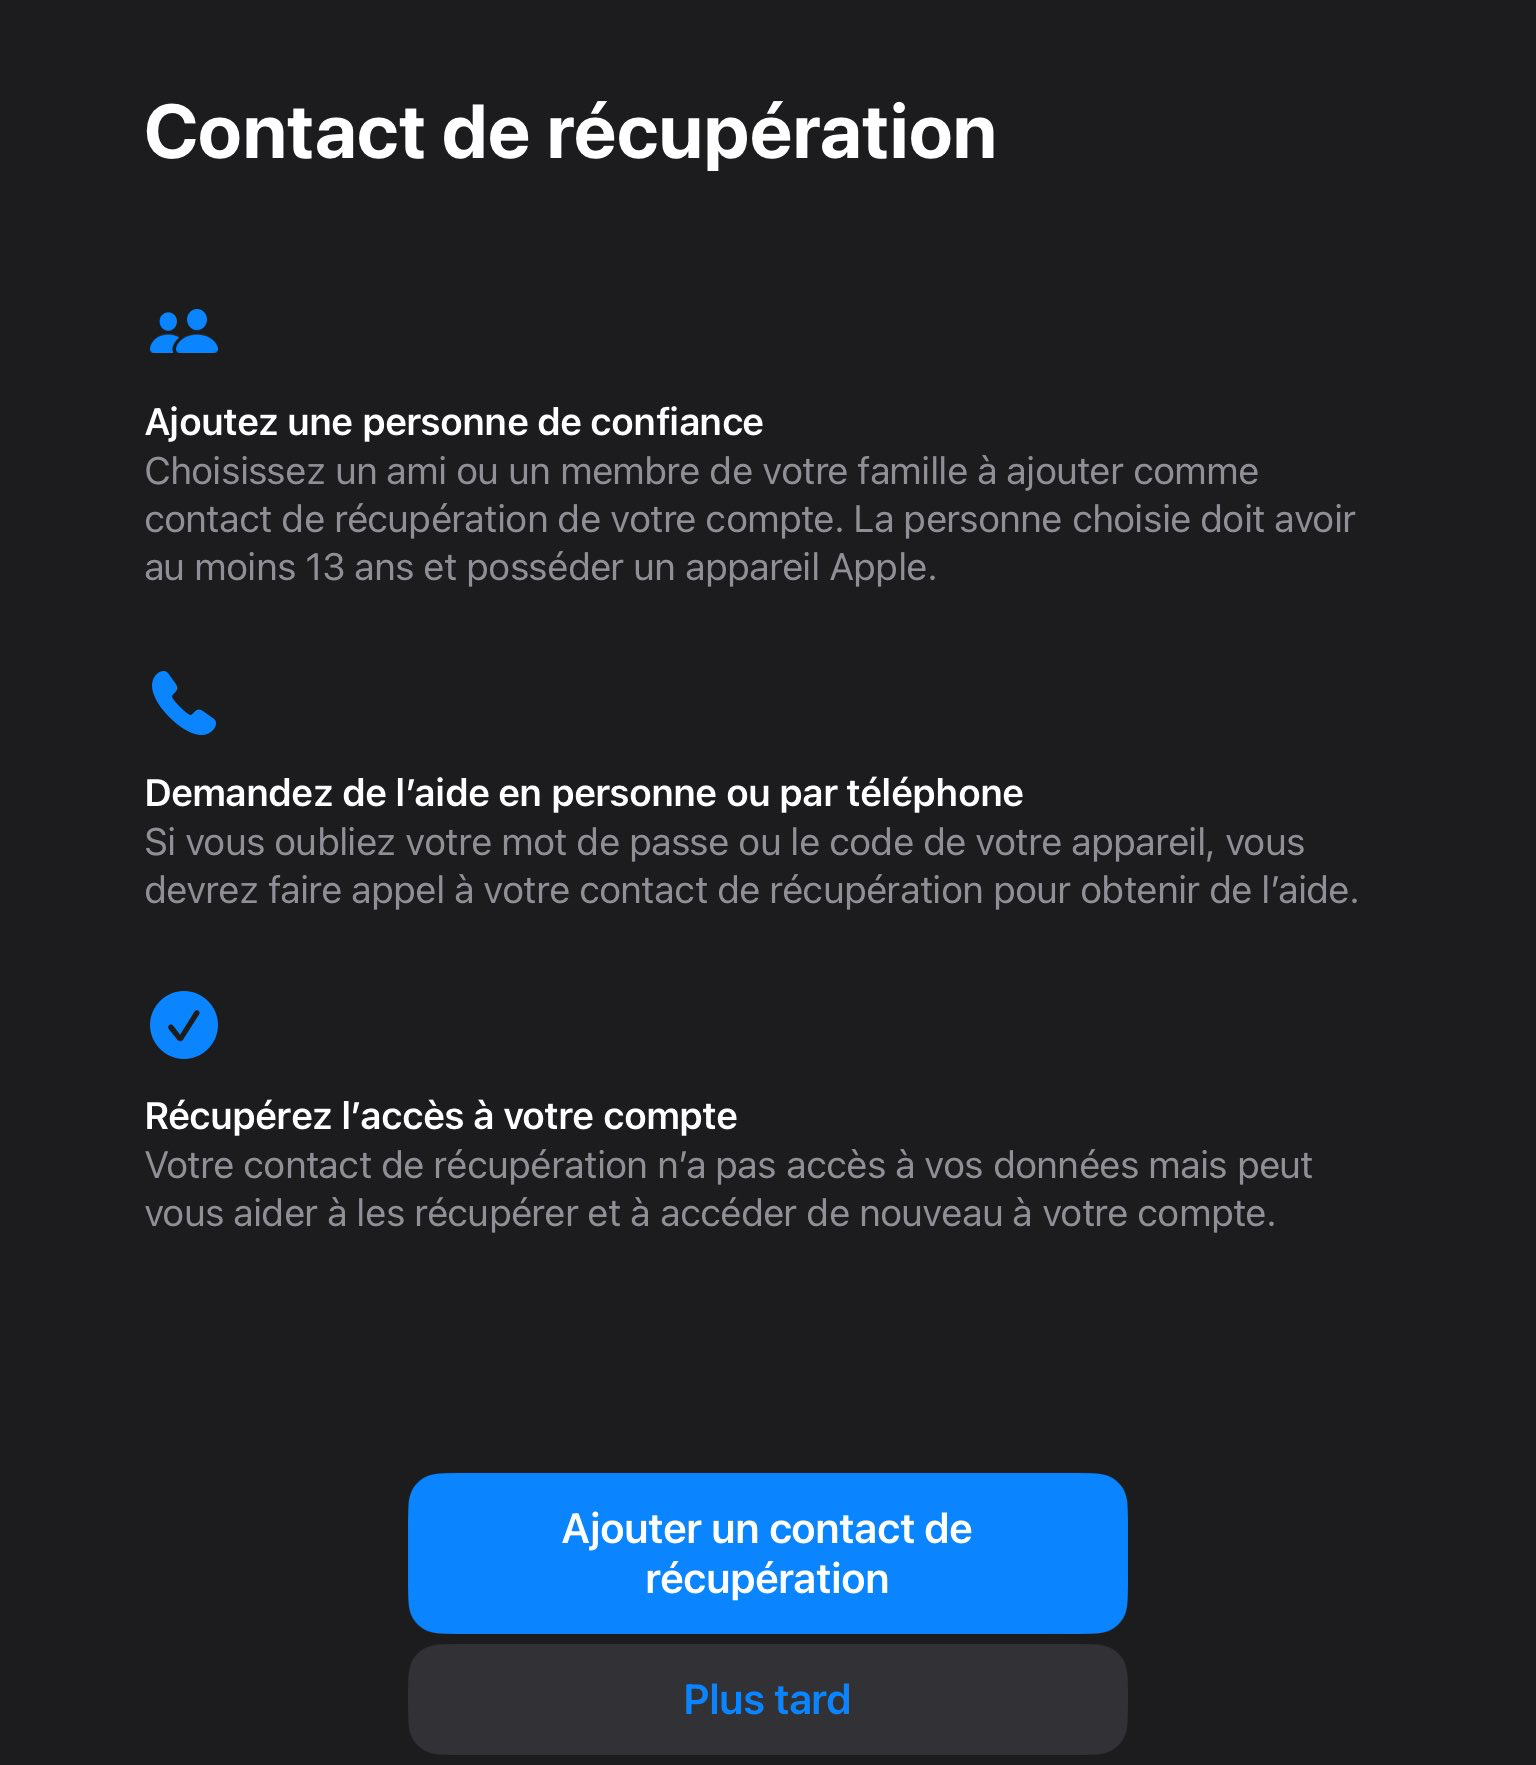 Contact de récupération
Ajoutez une personne de confiance
Choisissez un ami ou un membre de votre famille à ajouter comme
contact de récupération de votre compte. La personne choisie doit avoir
au moins 13 ans et posséder un appareil Apple.
Demandez de l’aide en personne ou par téléphone
Si vous oubliez votre mot de passe ou le code de votre appareil, vous
devrez faire appel à votre contact de récupération pour obtenir de l’aide.
Récupérez l’accès à votre compte
Votre contact de récupération n’a pas accès à vos données mais peut
vous aider à les récupérer et à accéder de nouveau à votre compte.
Ajouter un contact de
récupération
Plus tard